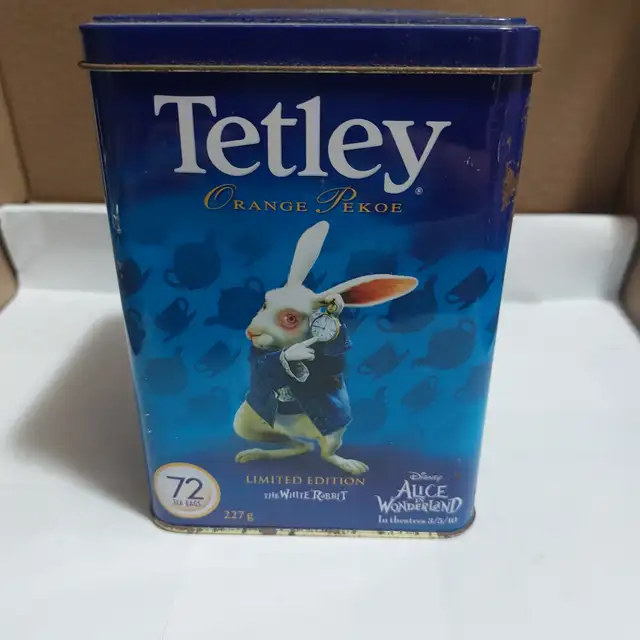 Tetley®
ORANGE PEKOE
LIMITED EDITION
THE WHITE RABBIT
72
TEA BAGS
227 g
Disney
ALICE
IN
WONDERLAND
In theatres 3/5/10